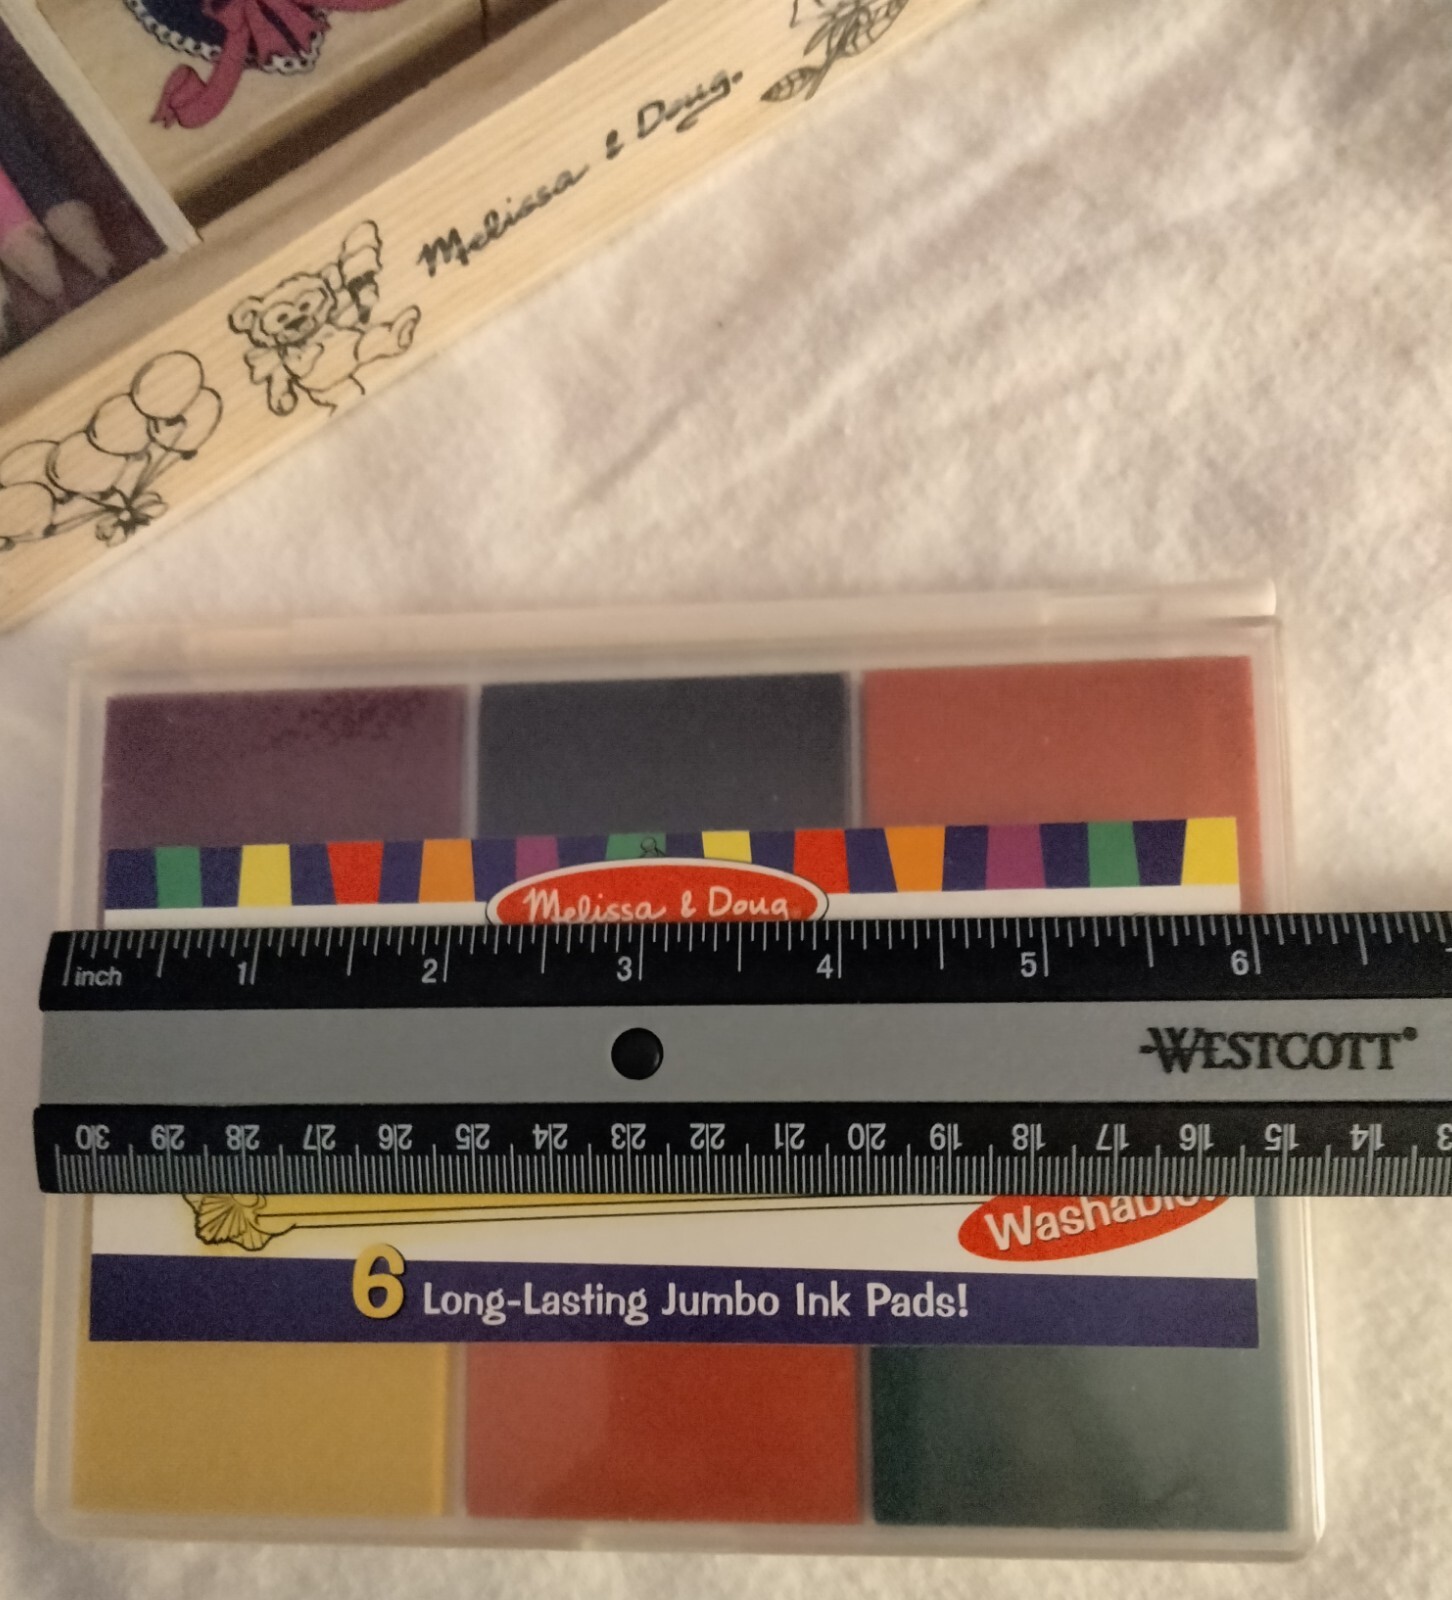 Melissa & Doug.
Melissa & Doug
inch 1 2 3 4 5 6
WESTCOTT®
30 29 28 27 26 25 24 23 22 21 20 19 18 17 16 15 14
Washable
6 Long-Lasting Jumbo Ink Pads!